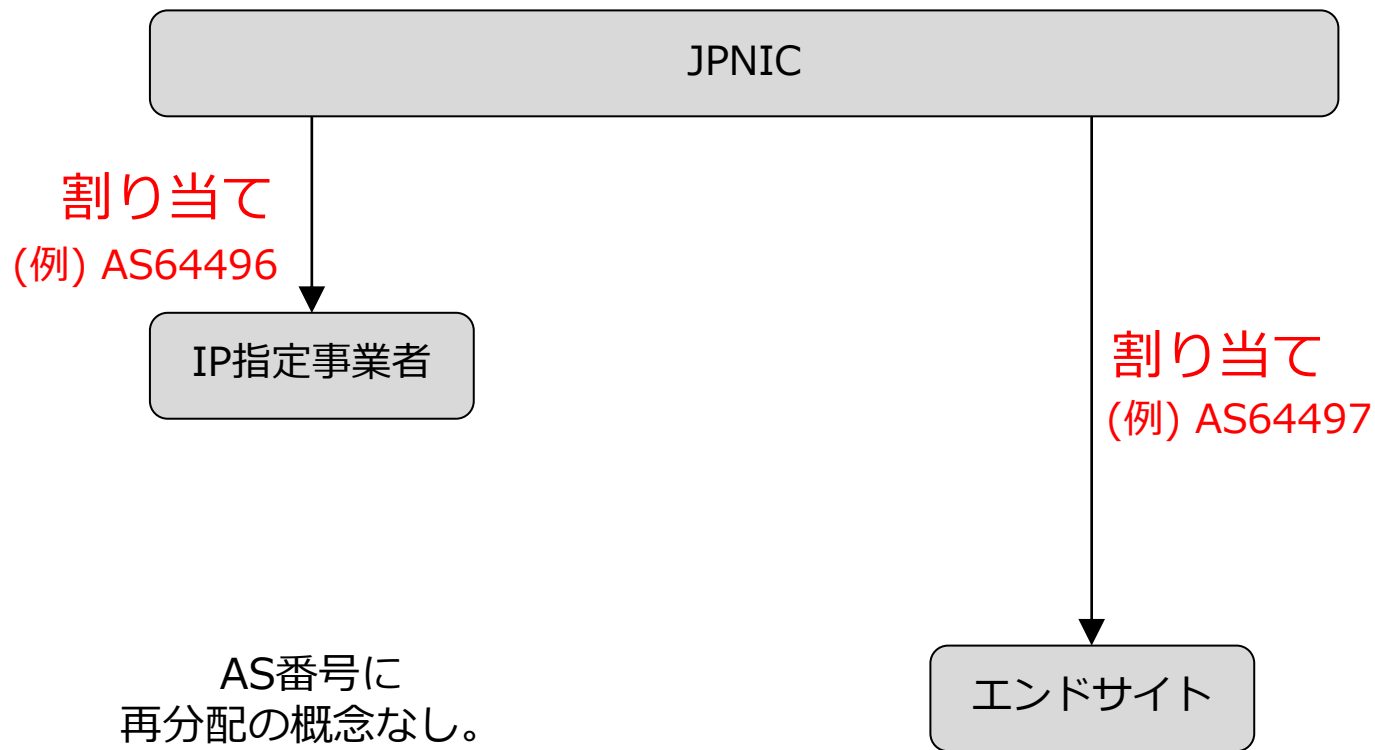 JPNIC
割り当て
(例) AS64496
IP指定事業者
割り当て
(例) AS64497
AS番号に
再分配の概念なし。
エンドサイト